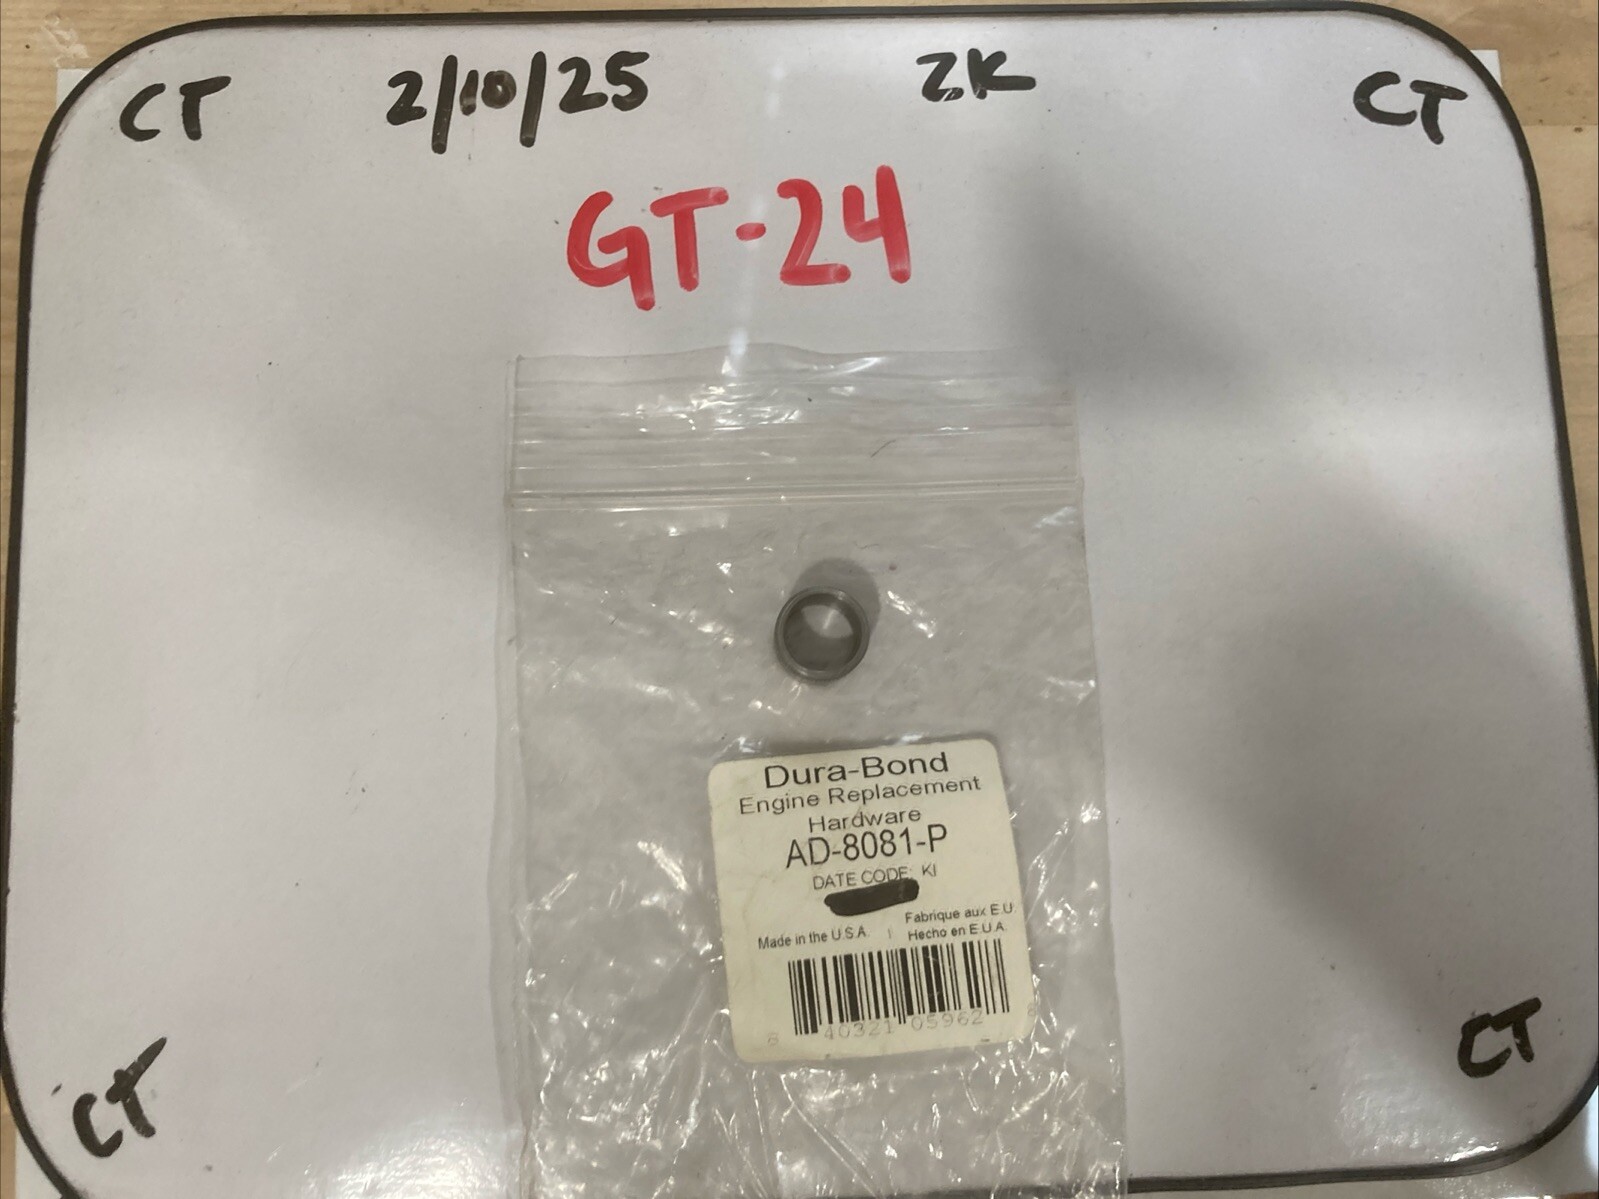 CT 2/10/25 ZK CT
GT-24
Dura-Bond
Engine Replacement
Hardware
AD-8081-P
DATE CODE: KI
Fabrique aux E.U.
Made in the U.S.A. | Hecho en E.U.A.
8 40321 05962 8
CT CT